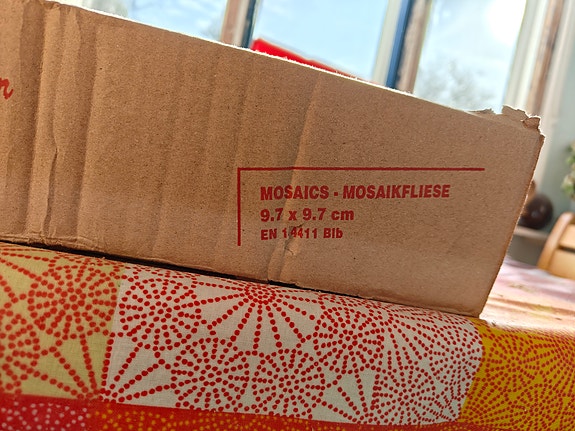 MOSAICS - MOSAIKFLIESE
9.7 x 9.7 cm
EN 14411 BIb